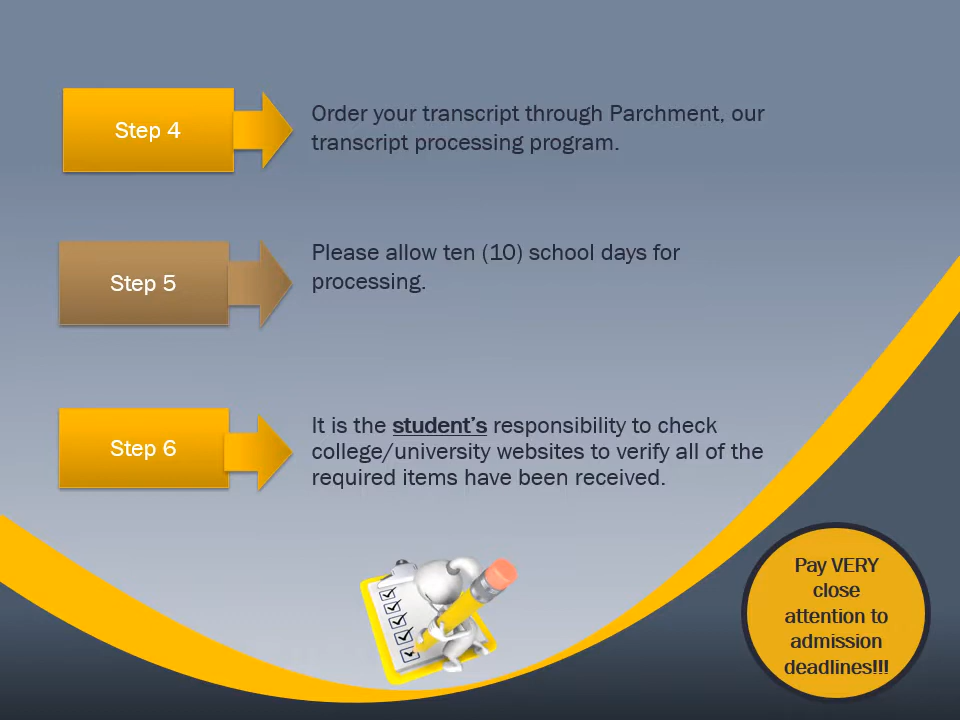 Step 4
Order your transcript through Parchment, our
transcript processing program.
Step 5
Please allow ten (10) school days for
processing.
Step 6
It is the student's responsibility to check
college/university websites to verify all of the
required items have been received.
Pay VERY
close
attention to
admission
deadlines!!!